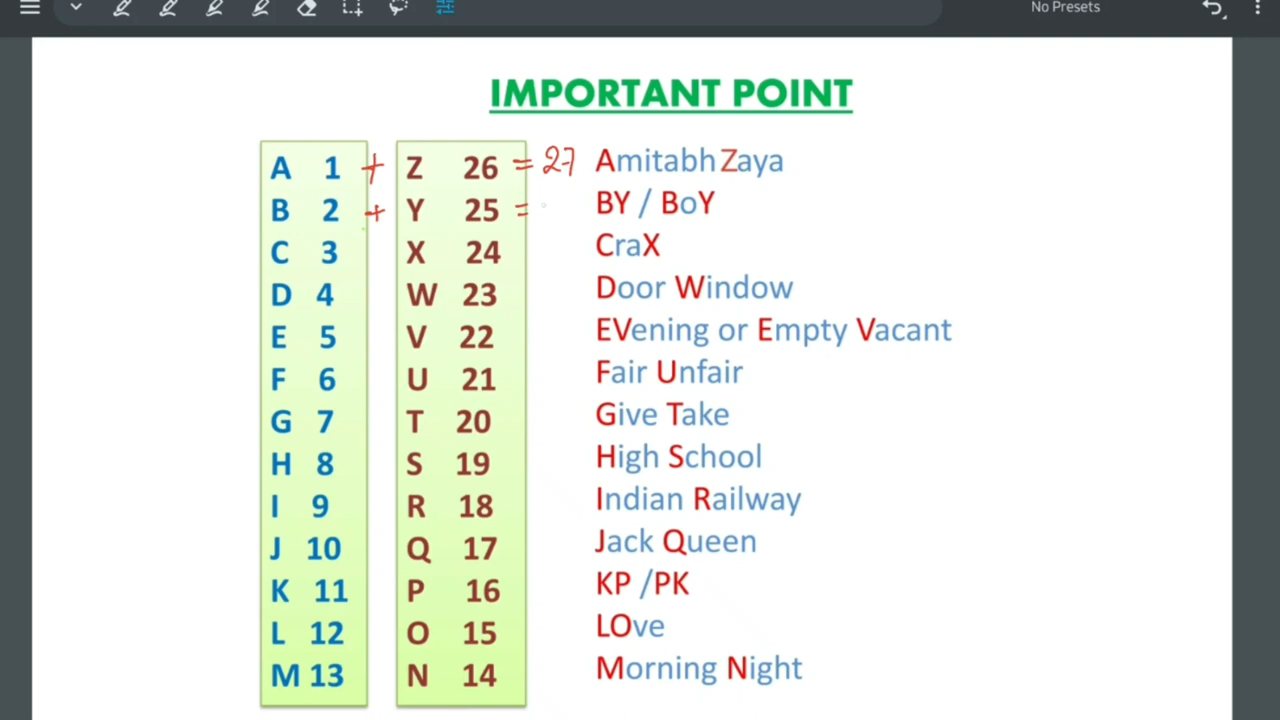 No Presets
IMPORTANT POINT
A 1 + Z 26 = 27 Amitabh Zaya
B 2 + Y 25 = BY / BoY
C 3 X 24 CraX
D 4 W 23 Door Window
E 5 V 22 EVening or Empty Vacant
F 6 U 21 Fair Unfair
G 7 T 20 Give Take
H 8 S 19 High School
I 9 R 18 Indian Railway
J 10 Q 17 Jack Queen
K 11 P 16 KP /PK
L 12 O 15 LOve
M 13 N 14 Morning Night